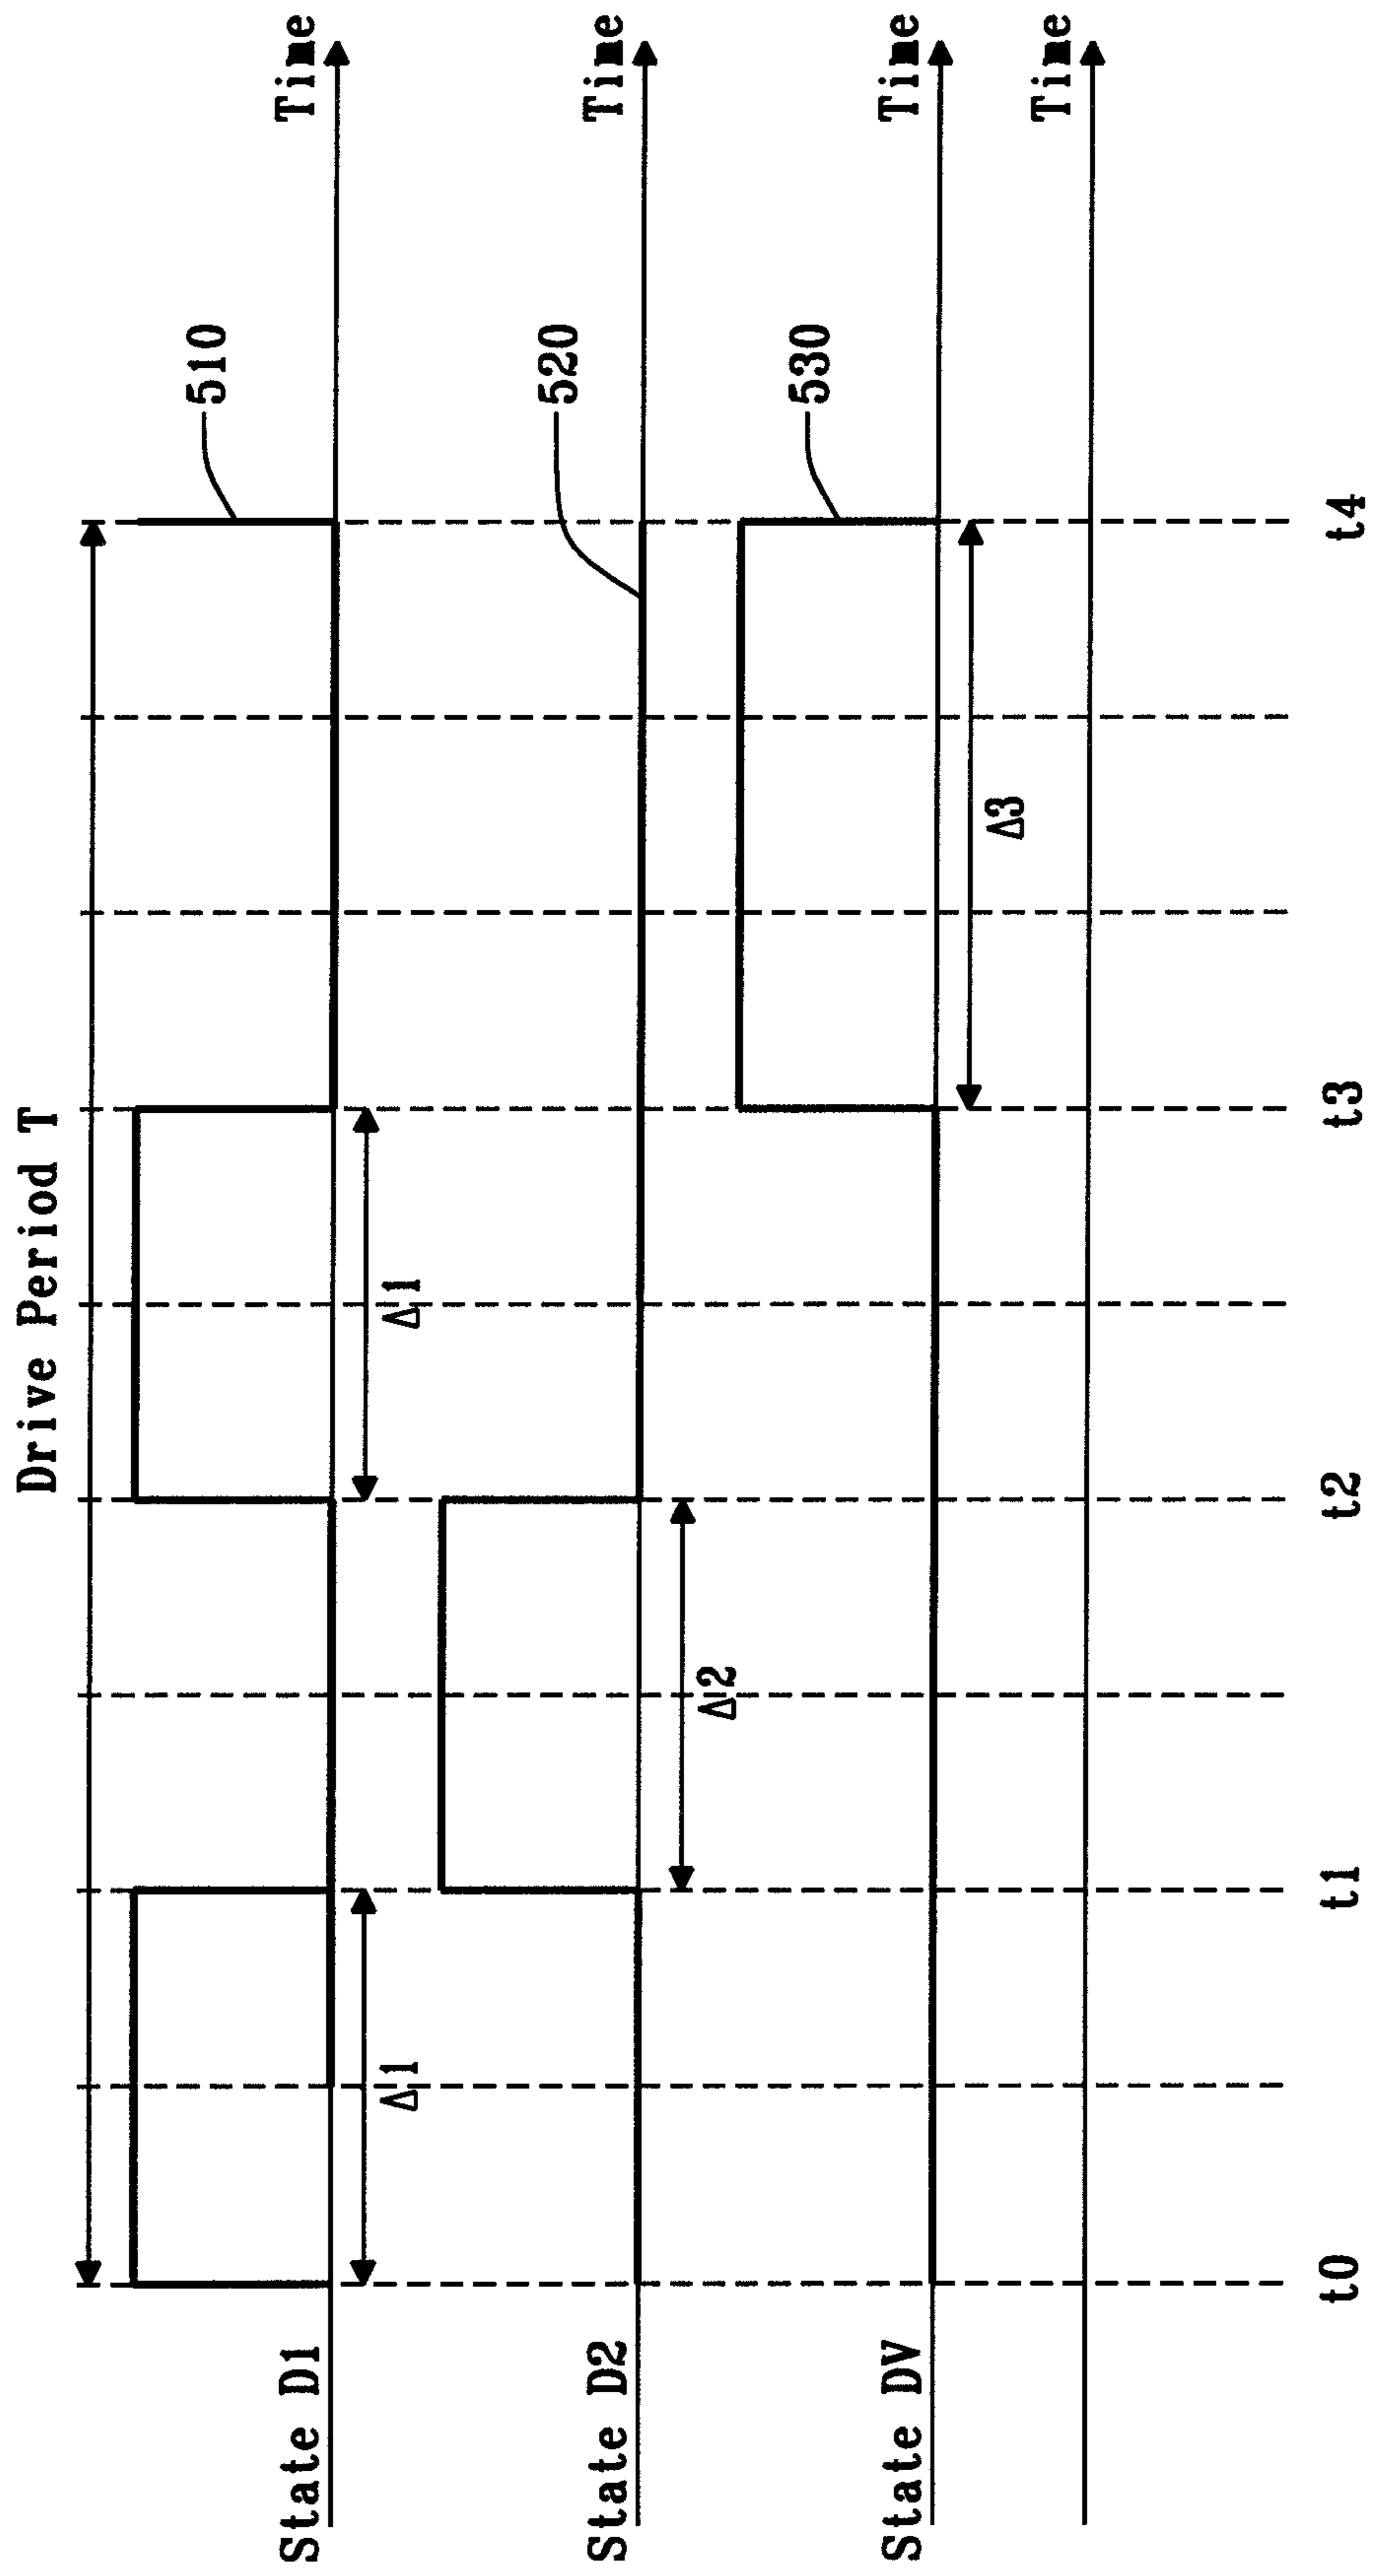 Drive Period T
510
State D1
Time
Δ1
Δ1
520
State D2
Time
Δ2
530
State DV
Time
Δ3
Time
t0
t1
t2
t3
t4